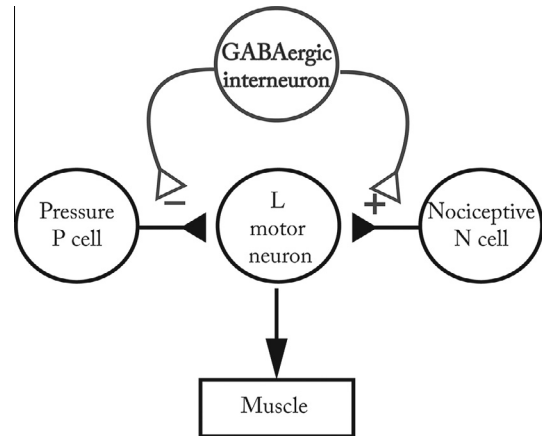 GABAergic
interneuron
Pressure
P cell
−
L
motor
neuron
+
Nociceptive
N cell
Muscle